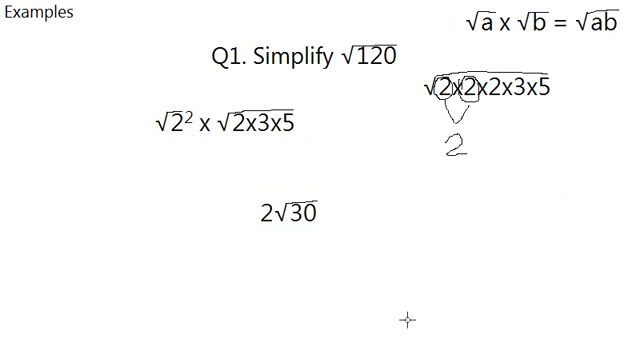 Examples
√a x √b = √ab
Q1. Simplify √120
√2x2x2x3x5
√2² x √2x3x5
2
2√30